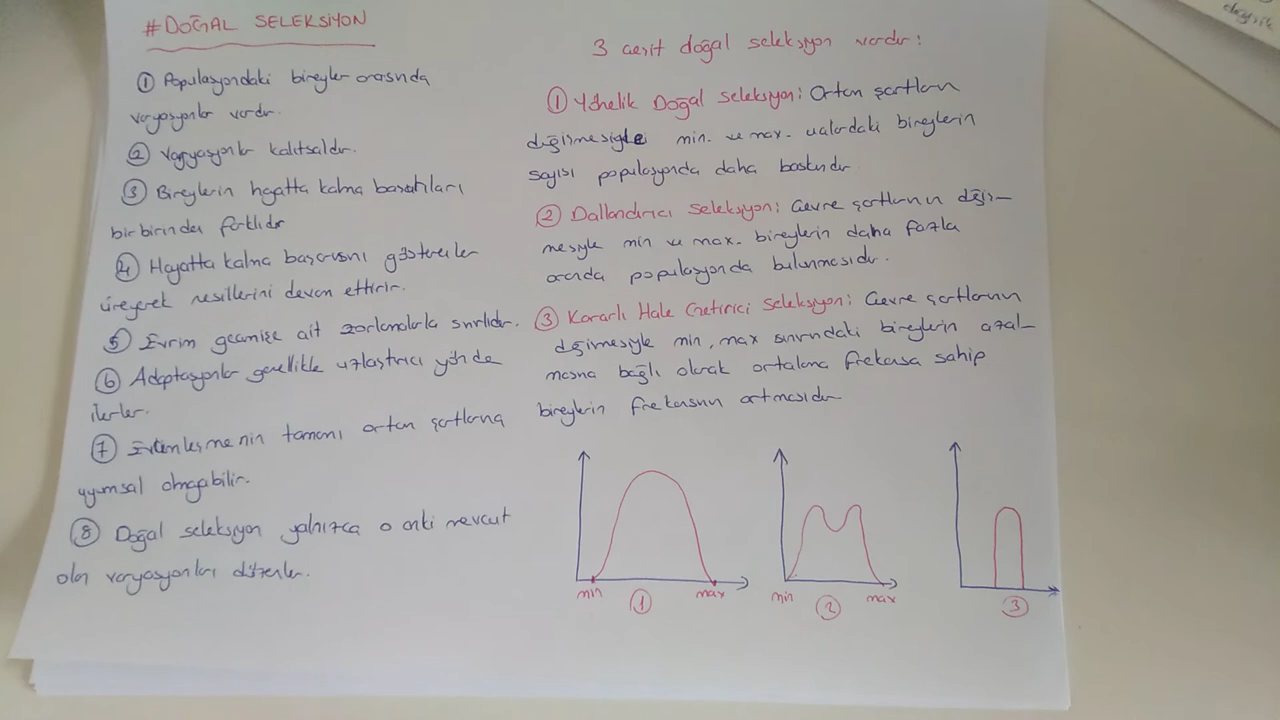 #DOĞAL SELEKSİYON
① Populasyondaki bireyler arasında
varyasyonlar vardır.
② Varyasyonlar kalıtsaldır.
③ Bireylerin hayatta kalma başarıları
birbirinden farklıdır
④ Hayatta kalma başarısını gösterenler
üreyerek nesillerini devam ettirir.
⑤ Evrim geçmişe ait zorlamalarla sınırlıdır.
⑥ Adaptasyonlar genellikle uzlaştırıcı yönde
ilerler.
⑦ Evrimleşmenin tamamı ortam şartlarına
uyumsal olmayabilir.
⑧ Doğal seleksiyon yalnızca o anki mevcut
olan varyasyonları düzenler.
3 çeşit doğal seleksiyon vardır:
① Yönelik Doğal Seleksiyon: Ortam şartların
değişmesiyle min. ve max. uçlardaki bireylerin
sayısı populasyonda daha baskındır
② Dallandırıcı Seleksiyon: Çevre şartlarının değiş-
mesiyle min ve max. bireylerin daha fazla
oranda populasyonda bulunmasıdır.
③ Kararlı Hale Getirici Seleksiyon: Çevre şartlarının
değişmesiyle min, max sınırındaki bireylerin azal-
masına bağlı olarak ortalama frekansa sahip
bireylerin frekansının artmasıdır
min ① max
min ② max
③